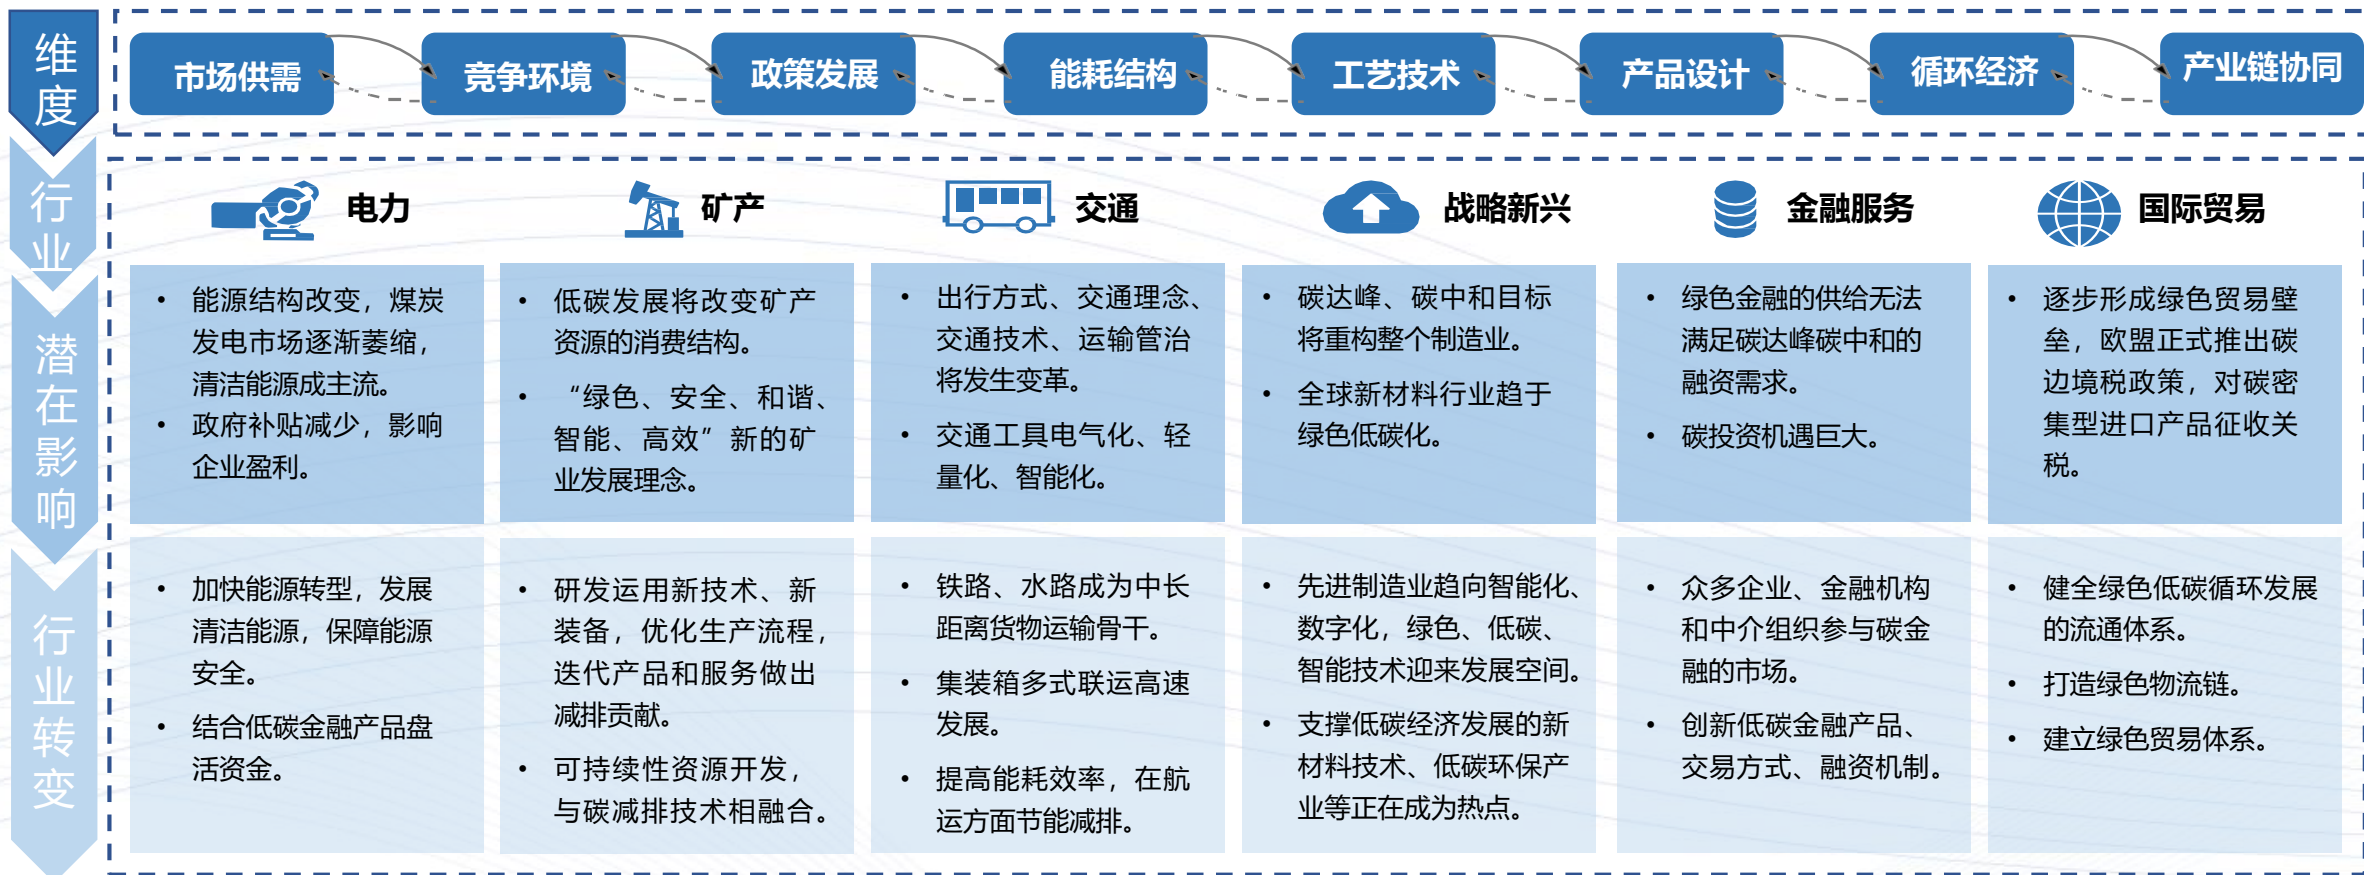 维度
市场供需
竞争环境
政策发展
能耗结构
工艺技术
产品设计
循环经济
产业链协同
行业
电力
矿产
交通
战略新兴
金融服务
国际贸易
潜在影响
• 能源结构改变，煤炭
发电市场逐渐萎缩，
清洁能源成主流。
• 政府补贴减少，影响
企业盈利。
• 低碳发展将改变矿产
资源的消费结构。
• “绿色、安全、和谐、
智能、高效”新的矿
业发展理念。
• 出行方式、交通理念、
交通技术、运输管治
将发生变革。
• 交通工具电气化、轻
量化、智能化。
• 碳达峰、碳中和目标
将重构整个制造业。
• 全球新材料行业趋于
绿色低碳化。
• 绿色金融的供给无法
满足碳达峰碳中和的
融资需求。
• 碳投资机遇巨大。
• 逐步形成绿色贸易壁
垒，欧盟正式推出碳
边境税政策，对碳密
集型进口产品征收关
税。
行业转变
• 加快能源转型，发展
清洁能源，保障能源
安全。
• 结合低碳金融产品盘
活资金。
• 研发运用新技术、新
装备，优化生产流程，
迭代产品和服务做出
减排贡献。
• 可持续性资源开发，
与碳减排技术相融合。
• 铁路、水路成为中长
距离货物运输骨干。
• 集装箱多式联运高速
发展。
• 提高能耗效率，在航
运方面节能减排。
• 先进制造业趋向智能化、
数字化，绿色、低碳、
智能技术迎来发展空间。
• 支撑低碳经济发展的新
材料技术、低碳环保产
业等正在成为热点。
• 众多企业、金融机构
和中介组织参与碳金
融的市场。
• 创新低碳金融产品、
交易方式、融资机制。
• 健全绿色低碳循环发展
的流通体系。
• 打造绿色物流链。
• 建立绿色贸易体系。